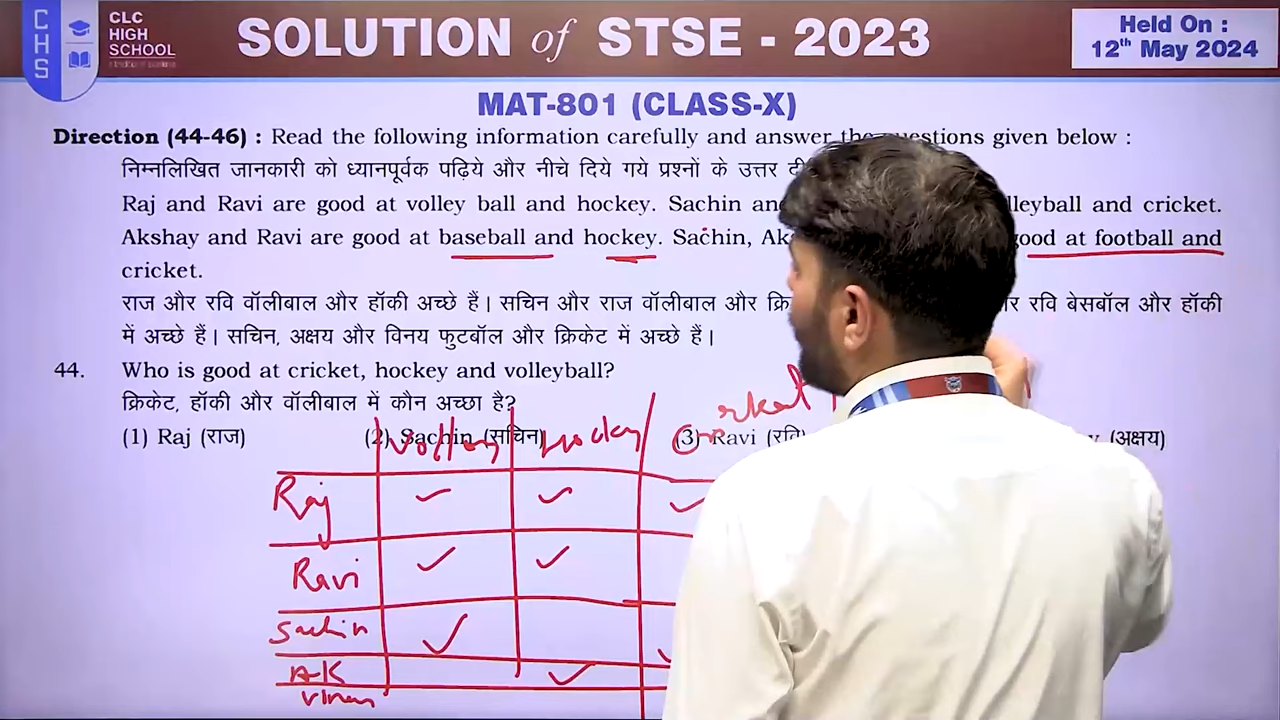 CHS
CLC
HIGH
SCHOOL
SOLUTION of STSE - 2023
Held On :
12th May 2024
MAT-801 (CLASS-X)
Direction (44-46) : Read the following information carefully and answer the questions given below :
निम्नलिखित जानकारी को ध्यानपूर्वक पढ़िये और नीचे दिये गये प्रश्नों के उत्तर
Raj and Ravi are good at volley ball and hockey. Sachin and cricket.
Akshay and Ravi are good at baseball and hockey. Sachin, good at football and
cricket.
राज और रवि वॉलीबाल और हॉकी अच्छे हैं। सचिन और राज वॉलीबाल और रवि बेसबॉल और हॉकी
में अच्छे हैं। सचिन, अक्षय और विनय फुटबॉल और क्रिकेट में अच्छे हैं।
44. Who is good at cricket, hockey and volleyball?
क्रिकेट, हॉकी और वॉलीबाल में कौन अच्छा है?
(1) Raj (राज) (2) Sachin (सचिन) (3) Ravi (रवि) (अक्षय)
Hockey
Raj ✓ ✓ ✓
Ravi ✓ ✓
Sachin ✓
AK ✓